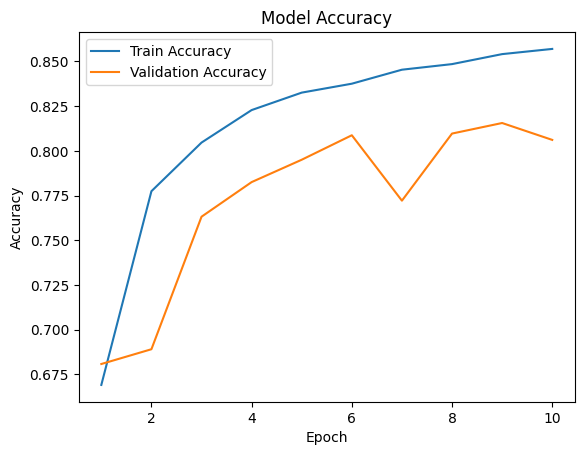 Model Accuracy
Train Accuracy
Validation Accuracy
0.850
0.825
0.800
0.775
0.750
0.725
0.700
0.675
Accuracy
2
4
6
8
10
Epoch